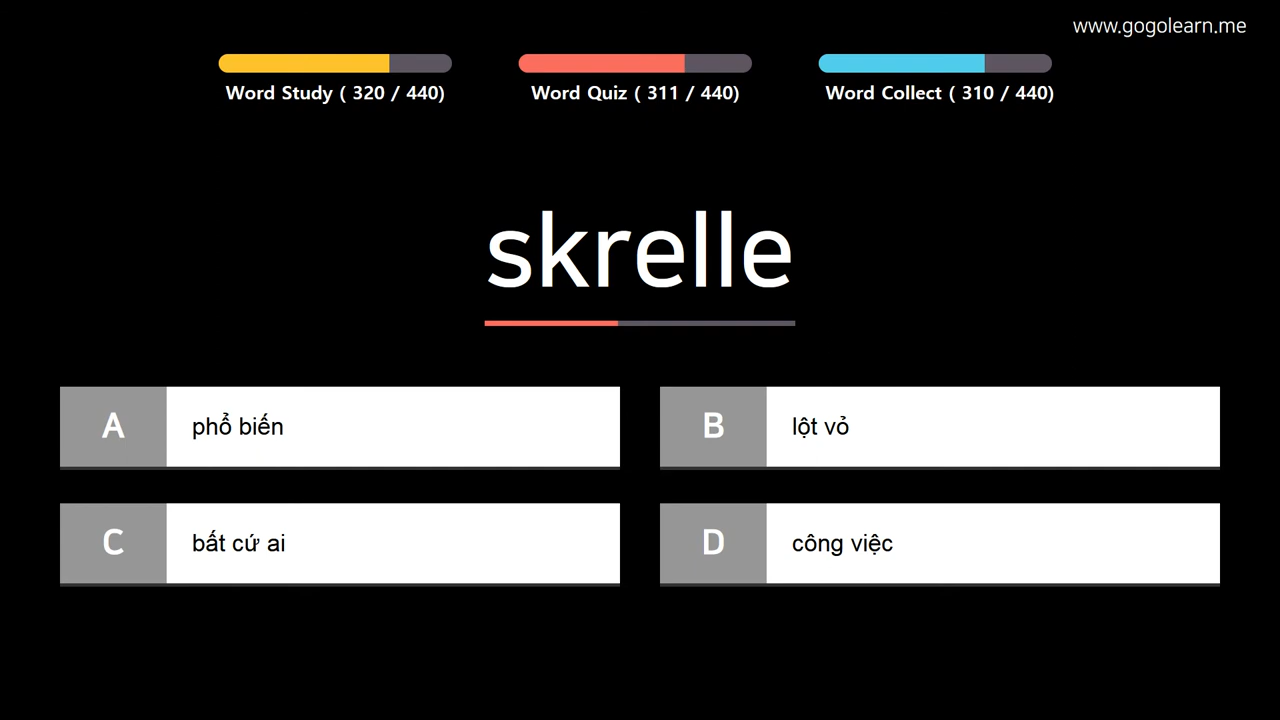 www.gogolearn.me
Word Study ( 320 / 440)
Word Quiz ( 311 / 440)
Word Collect ( 310 / 440)
skrelle
A
phổ biến
B
lột vỏ
C
bất cứ ai
D
công việc